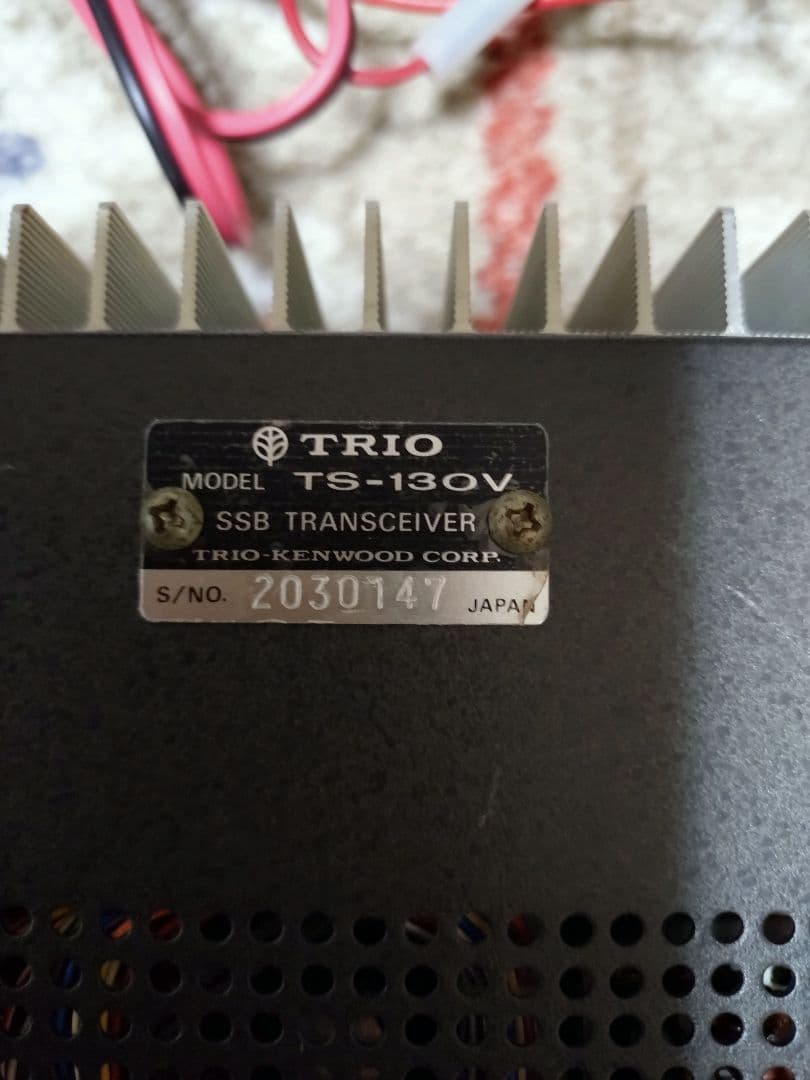 TRIO
MODEL TS-130V
SSB TRANSCEIVER
TRIO-KENWOOD CORP.
S/NO. 2030147 JAPAN